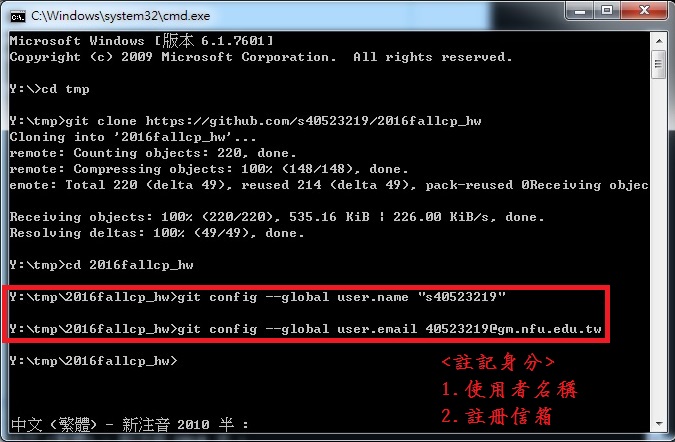 C:\Windows\system32\cmd.exe
Microsoft Windows [版本 6.1.7601]
Copyright (c) 2009 Microsoft Corporation.  All rights reserved.
Y:\>cd tmp
Y:\tmp>git clone https://github.com/s40523219/2016fallcp_hw
Cloning into '2016fallcp_hw'...
remote: Counting objects: 220, done.
remote: Compressing objects: 100% (148/148), done.
emote: Total 220 (delta 49), reused 214 (delta 49), pack-reused 0Receiving objec
Receiving objects: 100% (220/220), 535.16 KiB | 226.00 KiB/s, done.
Resolving deltas: 100% (49/49), done.
Y:\tmp>cd 2016fallcp_hw
Y:\tmp\2016fallcp_hw>git config --global user.name "s40523219"
Y:\tmp\2016fallcp_hw>git config --global user.email 40523219@gm.nfu.edu.tw
Y:\tmp\2016fallcp_hw>
<註記身分>
1.使用者名稱
2.註冊信箱
中文 (繁體) - 新注音 2010 半 :